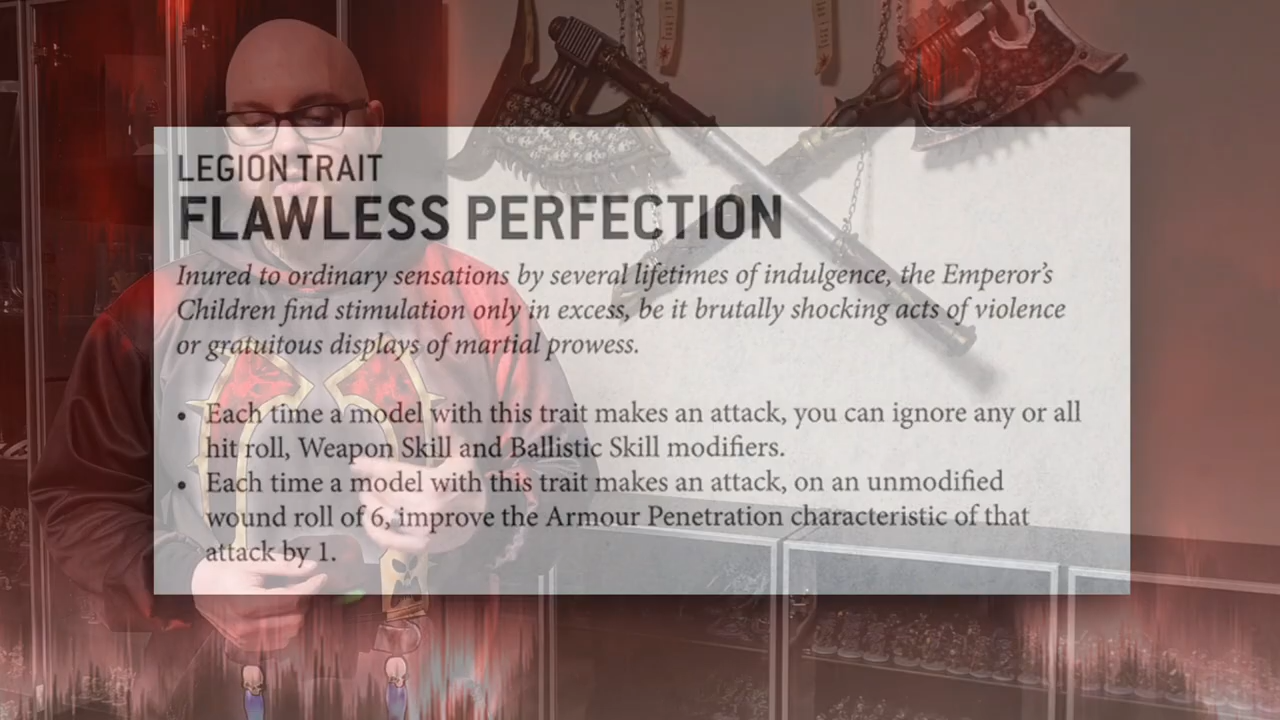 LEGION TRAIT
FLAWLESS PERFECTION
Inured to ordinary sensations by several lifetimes of indulgence, the Emperor's
Children find stimulation only in excess, be it brutally shocking acts of violence
or gratuitous displays of martial prowess.
• Each time a model with this trait makes an attack, you can ignore any or all
hit roll, Weapon Skill and Ballistic Skill modifiers.
• Each time a model with this trait makes an attack, on an unmodified
wound roll of 6, improve the Armour Penetration characteristic of that
attack by 1.